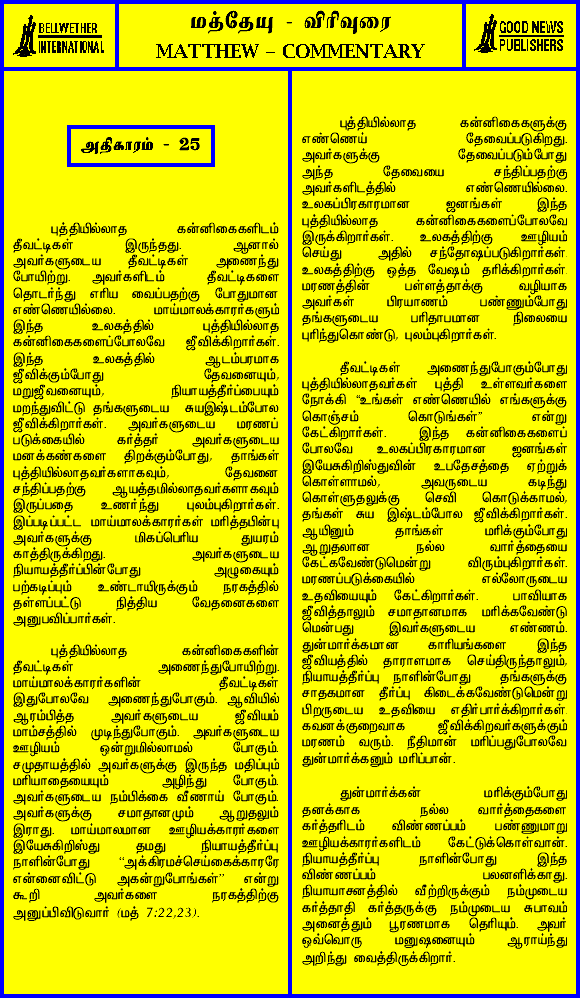 BELLWETHER
INTERNATIONAL
மத்தேயு - விரிவுரை
MATTHEW – COMMENTARY
GOOD NEWS
PUBLISHERS
அதிகாரம் - 25
புத்தியில்லாத கன்னிகைகளிடம்
தீவட்டிகள் இருந்தது. ஆனால்
அவர்களுடைய தீவட்டிகள் அணைந்து
போயிற்று. அவர்களிடம் தீவட்டிகளை
தொடர்ந்து எரிய வைப்பதற்கு போதுமான
எண்ணெயில்லை. மாய்மாலக்காரர்களும்
இந்த உலகத்தில் புத்தியில்லாத
கன்னிகைகளைப்போலவே ஜீவிக்கிறார்கள்.
இந்த உலகத்தில் ஆடம்பரமாக
ஜீவிக்கும்போது தேவனையும்,
மறுஜீவனையும், நியாயத்தீர்ப்பையும்
மறந்துவிட்டு தங்களுடைய சுயஇஷ்டம்போல
ஜீவிக்கிறார்கள். அவர்களுடைய மரணப்
படுக்கையில் கர்த்தர் அவர்களுடைய
மனக்கண்களை திறக்கும்போது, தாங்கள்
புத்தியில்லாதவர்களாகவும், தேவனை
சந்திப்பதற்கு ஆயத்தமில்லாதவர்களாகவும்
இருப்பதை உணர்ந்து புலம்புகிறார்கள்.
இப்படிப்பட்ட மாய்மாலக்காரர்கள் மரித்தபின்பு
அவர்களுக்கு மிகப்பெரிய துயரம்
காத்திருக்கிறது. அவர்களுடைய
நியாயத்தீர்ப்பின்போது அழுகையும்
பற்கடிப்பும் உண்டாயிருக்கும் நரகத்தில்
தள்ளப்பட்டு நித்திய வேதனைகளை
அனுபவிப்பார்கள்.
புத்தியில்லாத கன்னிகைகளின்
தீவட்டிகள் அணைந்துபோயிற்று.
மாய்மாலக்காரர்களின் தீவட்டிகள்
இதுபோலவே அணைந்துபோகும். ஆவியில்
ஆரம்பித்த அவர்களுடைய ஜீவியம்
மாம்சத்தில் முடிந்துபோகும். அவர்களுடைய
ஊழியம் ஒன்றுமில்லாமல் போகும்.
சமுதாயத்தில் அவர்களுக்கு இருந்த மதிப்பும்
மரியாதையையும் அழிந்து போகும்.
அவர்களுடைய நம்பிக்கை வீணாய் போகும்.
அவர்களுக்கு சமாதானமும் ஆறுதலும்
இராது. மாய்மாலமான ஊழியக்காரர்களை
இயேசுகிறிஸ்து தமது நியாயத்தீர்ப்பு
நாளின்போது “அக்கிரமச்செய்கைக்காரரே
என்னைவிட்டு அகன்றுபோங்கள்” என்று
கூறி அவர்களை நரகத்திற்கு
அனுப்பிவிடுவார் (மத் 7:22,23).
புத்தியில்லாத கன்னிகைகளுக்கு
எண்ணெய் தேவைப்படுகிறது.
அவர்களுக்கு தேவைப்படும்போது
அந்த தேவையை சந்திப்பதற்கு
அவர்களிடத்தில் எண்ணெயில்லை.
உலகப்பிரகாரமான ஜனங்கள் இந்த
புத்தியில்லாத கன்னிகைகளைப்போலவே
இருக்கிறார்கள். உலகத்திற்கு ஊழியம்
செய்து அதில் சந்தோஷப்படுகிறார்கள்.
உலகத்திற்கு ஒத்த வேஷம் தரிக்கிறார்கள்.
மரணத்தின் பள்ளத்தாக்கு வழியாக
அவர்கள் பிரயாணம் பண்ணும்போது
தங்களுடைய பரிதாபமான நிலையை
புரிந்துகொண்டு, புலம்புகிறார்கள்.
தீவட்டிகள் அணைந்துபோகும்போது
புத்தியில்லாதவர்கள் புத்தி உள்ளவர்களை
நோக்கி “உங்கள் எண்ணெயில் எங்களுக்கு
கொஞ்சம் கொடுங்கள்” என்று
கேட்கிறார்கள். இந்த கன்னிகைகளைப்
போலவே உலகப்பிரகாரமான ஜனங்கள்
இயேசுகிறிஸ்துவின் உபதேசத்தை ஏற்றுக்
கொள்ளாமல், அவருடைய கடிந்து
கொள்ளுதலுக்கு செவி கொடுக்காமல்,
தங்கள் சுய இஷ்டம்போல ஜீவிக்கிறார்கள்.
ஆயினும் தாங்கள் மரிக்கும்போது
ஆறுதலான நல்ல வார்த்தையை
கேட்கவேண்டுமென்று விரும்புகிறார்கள்.
மரணப்படுக்கையில் எல்லோருடைய
உதவியையும் கேட்கிறார்கள். பாவியாக
ஜீவித்தாலும் சமாதானமாக மரிக்கவேண்டு
மென்பது இவர்களுடைய எண்ணம்.
துன்மார்க்கமான காரியங்களை இந்த
ஜீவியத்தில் தாராளமாக செய்திருந்தாலும்,
நியாயத்தீர்ப்பு நாளின்போது தங்களுக்கு
சாதகமான தீர்ப்பு கிடைக்கவேண்டுமென்று
பிறருடைய உதவியை எதிர்பார்க்கிறார்கள்.
கவனக்குறைவாக ஜீவிக்கிறவர்களுக்கும்
மரணம் வரும். நீதிமான் மரிப்பதுபோலவே
துன்மார்க்கனும் மரிப்பான்.
துன்மார்க்கன் மரிக்கும்போது
தனக்காக நல்ல வார்த்தைகளை
கர்த்தரிடம் விண்ணப்பம் பண்ணுமாறு
ஊழியக்காரர்களிடம் கேட்டுக்கொள்வான்.
நியாயத்தீர்ப்பு நாளின்போது இந்த
விண்ணப்பம் பலனளிக்காது.
நியாயாசனத்தில் வீற்றிருக்கும் நம்முடைய
கர்த்தாதி கர்த்தருக்கு நம்முடைய சுபாவம்
அனைத்தும் பூரணமாக தெரியும். அவர்
ஒவ்வொரு மனுஷனையும் ஆராய்ந்து
அறிந்து வைத்திருக்கிறார்.